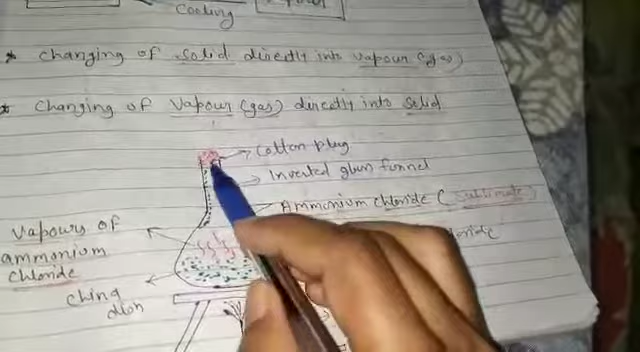 Cooling
* Changing of solid directly into vapour (gas)
* Changing of Vapour (gas) directly into Solid
Cotton plug
Inverted glass funnel
Ammonium chloride (Sublimate)
Vapours of
ammonium
chloride
China
dish